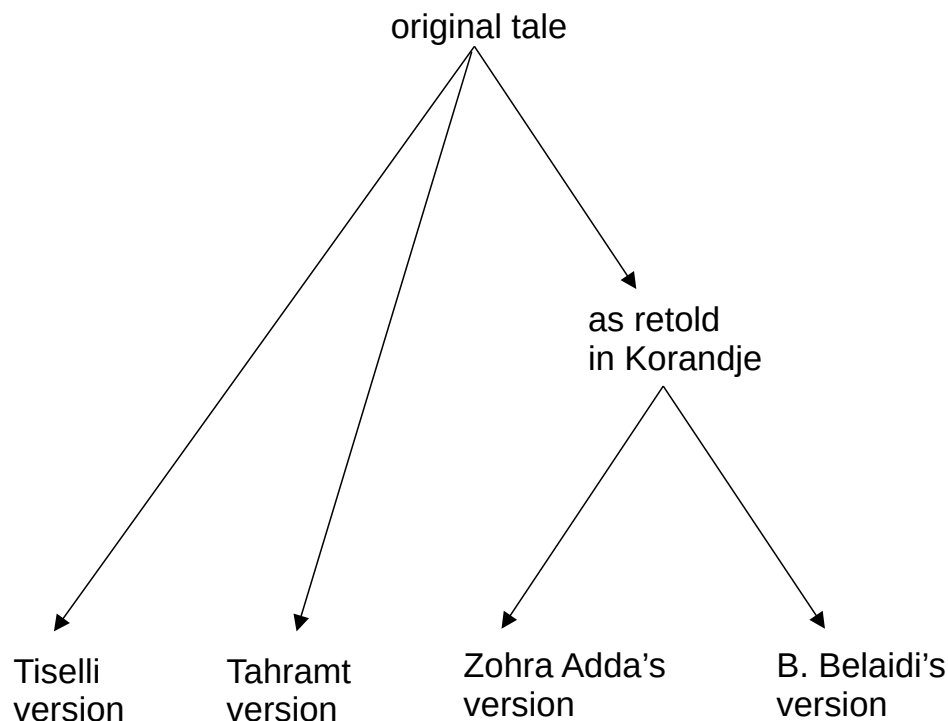 original tale
as retold
in Korandje
Tiselli
version
Tahramt
version
Zohra Adda’s
version
B. Belaidi’s
version